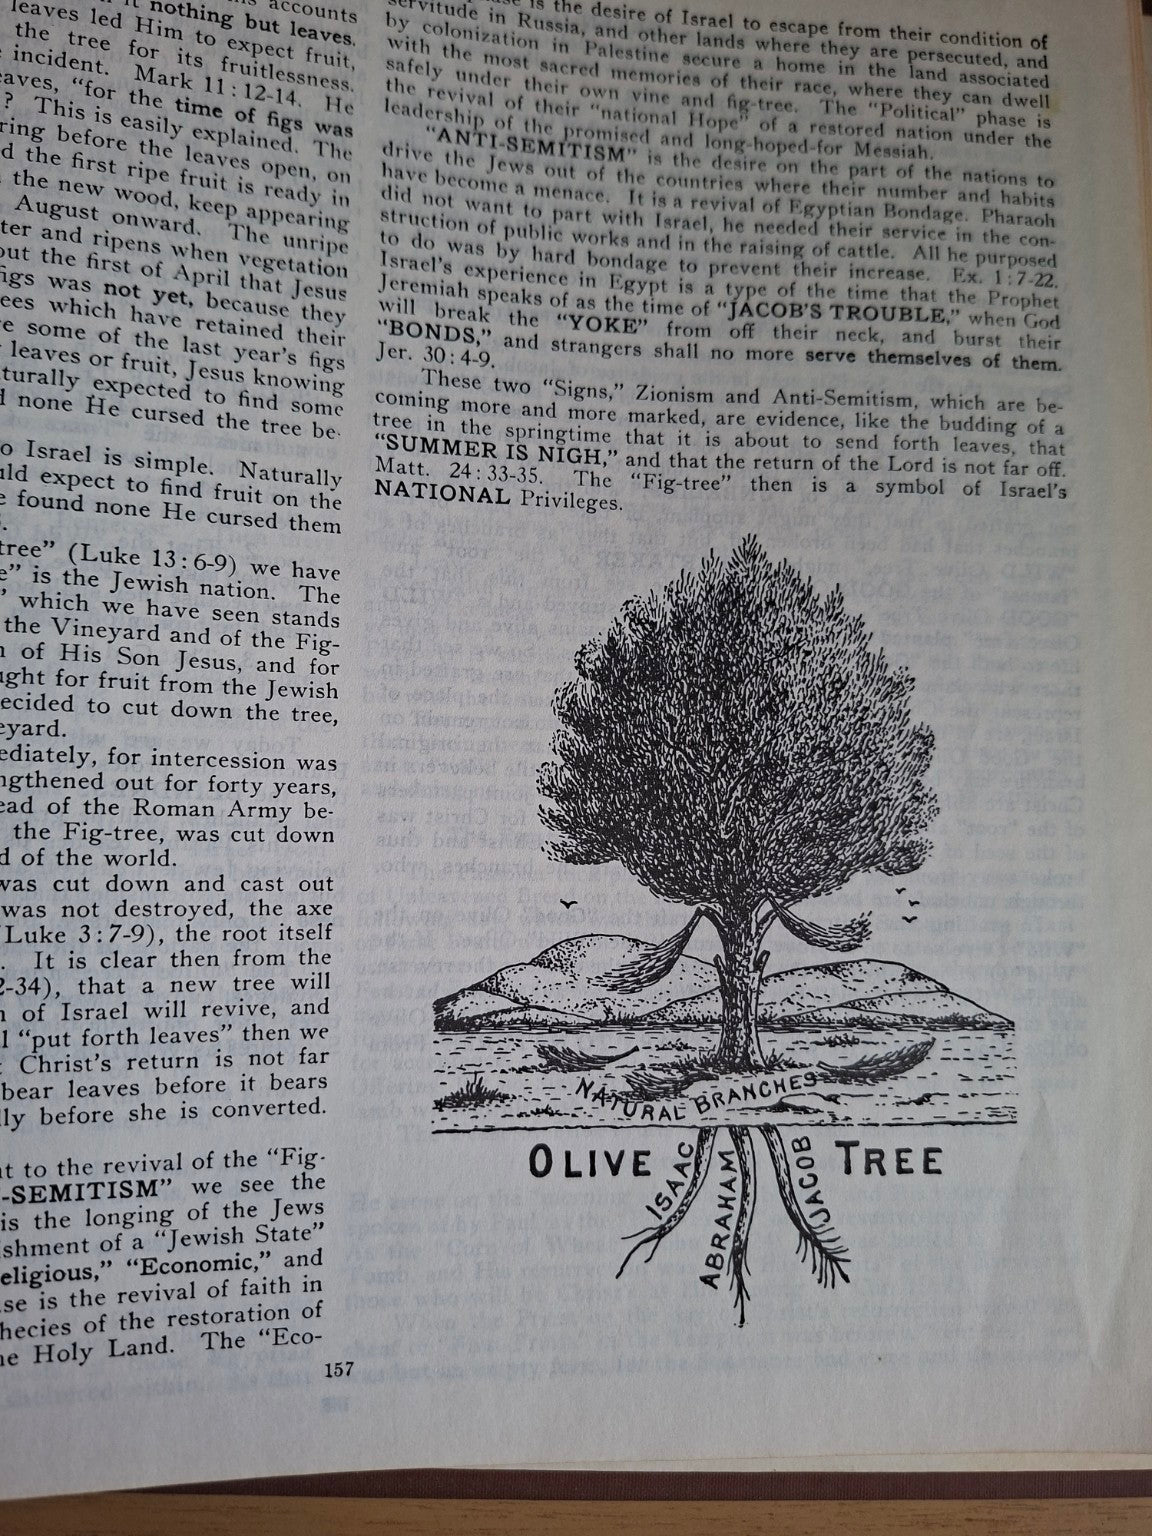 accounts
nothing but leaves.
leaves led Him to expect fruit,
the tree for its fruitlessness.
incident. Mark 11:12-14. He
eaves, "for the time of figs was
? This is easily explained. The
ring before the leaves open, on
d the first ripe fruit is ready in
the new wood, keep appearing
August onward. The unripe
ter and ripens when vegetation
out the first of April that Jesus
igs was not yet, because they
ees which have retained their
e some of the last year's figs
leaves or fruit, Jesus knowing
turally expected to find some
d none He cursed the tree be-
o Israel is simple. Naturally
uld expect to find fruit on the
e found none He cursed them
tree" (Luke 13:6-9) we have
e" is the Jewish nation. The
" which we have seen stands
the Vineyard and of the Fig-
n of His Son Jesus, and for
ught for fruit from the Jewish
ecided to cut down the tree,
eyard.
ediately, for intercession was
ngthened out for forty years,
ead of the Roman Army be-
the Fig-tree, was cut down
d of the world.
was cut down and cast out
was not destroyed, the axe
(Luke 3:7-9), the root itself
. It is clear then from the
2-34), that a new tree will
n of Israel will revive, and
l "put forth leaves" then we
t Christ's return is not far
bear leaves before it bears
lly before she is converted.
nt to the revival of the "Fig-
-SEMITISM" we see the
is the longing of the Jews
ishment of a "Jewish State"
eligious," "Economic," and
se is the revival of faith in
hecies of the restoration of
he Holy Land. The "Eco-
157
is the desire of Israel to escape from their condition of
servitude in Russia, and other lands where they are persecuted, and
by colonization in Palestine secure a home in the land associated
with the most sacred memories of their race, where they can dwell
safely under their own vine and fig-tree. The "Political" phase is
the revival of their "national Hope" of a restored nation under the
leadership of the promised and long-hoped-for Messiah.
"ANTI-SEMITISM" is the desire on the part of the nations to
drive the Jews out of the countries where their number and habits
have become a menace. It is a revival of Egyptian Bondage. Pharaoh
did not want to part with Israel, he needed their service in the con-
struction of public works and in the raising of cattle. All he purposed
to do was by hard bondage to prevent their increase. Ex. 1:7-22.
Israel's experience in Egypt is a type of the time that the Prophet
Jeremiah speaks of as the time of "JACOB'S TROUBLE," when God
will break the "YOKE" from off their neck, and burst their
"BONDS," and strangers shall no more serve themselves of them.
Jer. 30:4-9.
These two "Signs," Zionism and Anti-Semitism, which are be-
coming more and more marked, are evidence, like the budding of a
tree in the springtime that it is about to send forth leaves, that
"SUMMER IS NIGH," and that the return of the Lord is not far off.
Matt. 24:33-35. The "Fig-tree" then is a symbol of Israel's
NATIONAL Privileges.
NATURAL BRANCHES
OLIVE TREE
ISAAC
ABRAHAM
JACOB